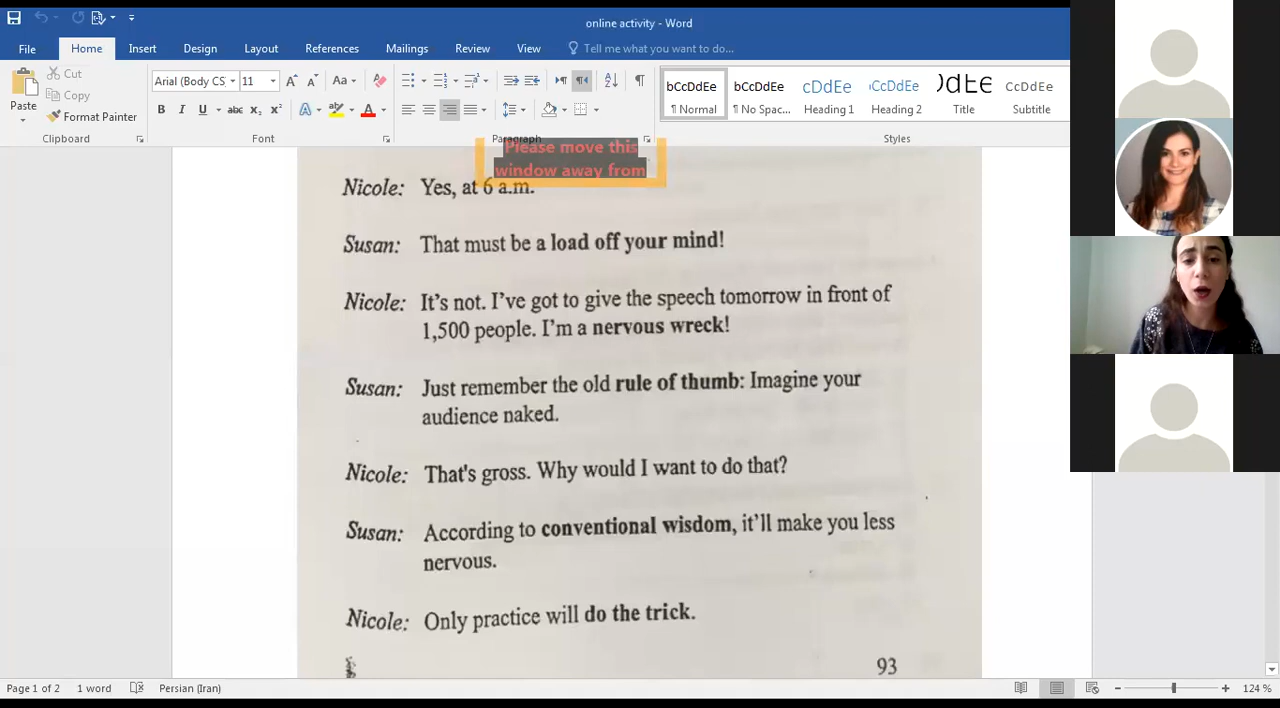 online activity - Word
File Home Insert Design Layout References Mailings Review View Tell me what you want to do...
Paste
Cut
Copy
Format Painter
Clipboard
Arial (Body CS 11
Font
Paragraph
bCcDdEe bCcDdEe cDdEe cCcDdEe CcDdEe
¶ Normal ¶ No Spac... Heading 1 Heading 2 Title Subtitle
Styles
Please move this
window away from
Nicole: Yes, at 6 a.m.
Susan: That must be a load off your mind!
Nicole: It's not. I've got to give the speech tomorrow in front of
1,500 people. I'm a nervous wreck!
Susan: Just remember the old rule of thumb: Imagine your
audience naked.
Nicole: That's gross. Why would I want to do that?
Susan: According to conventional wisdom, it'll make you less
nervous.
Nicole: Only practice will do the trick.
93
Page 1 of 2 1 word Persian (Iran) 124 %